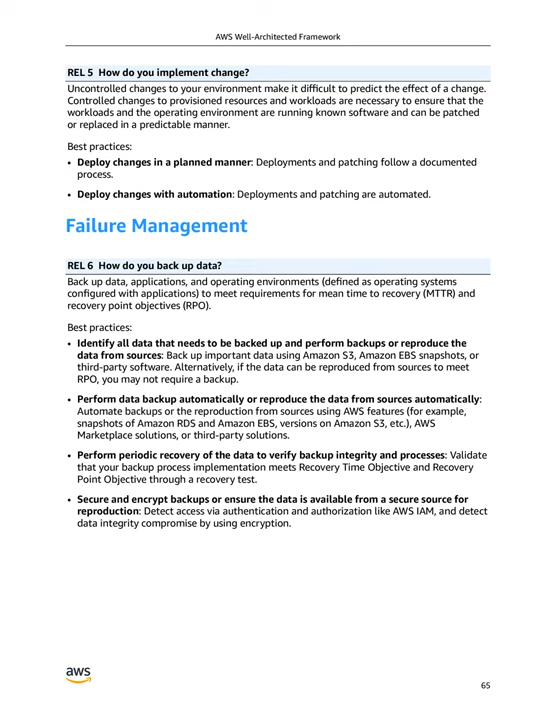 AWS Well-Architected Framework
REL 5 How do you implement change?
Uncontrolled changes to your environment make it difficult to predict the effect of a change.
Controlled changes to provisioned resources and workloads are necessary to ensure that the
workloads and the operating environment are running known software and can be patched
or replaced in a predictable manner.
Best practices:
• Deploy changes in a planned manner: Deployments and patching follow a documented
process.
• Deploy changes with automation: Deployments and patching are automated.
Failure Management
REL 6 How do you back up data?
Back up data, applications, and operating environments (defined as operating systems
configured with applications) to meet requirements for mean time to recovery (MTTR) and
recovery point objectives (RPO).
Best practices:
• Identify all data that needs to be backed up and perform backups or reproduce the
data from sources: Back up important data using Amazon S3, Amazon EBS snapshots, or
third-party software. Alternatively, if the data can be reproduced from sources to meet
RPO, you may not require a backup.
• Perform data backup automatically or reproduce the data from sources automatically:
Automate backups or the reproduction from sources using AWS features (for example,
snapshots of Amazon RDS and Amazon EBS, versions on Amazon S3, etc.), AWS
Marketplace solutions, or third-party solutions.
• Perform periodic recovery of the data to verify backup integrity and processes: Validate
that your backup process implementation meets Recovery Time Objective and Recovery
Point Objective through a recovery test.
• Secure and encrypt backups or ensure the data is available from a secure source for
reproduction: Detect access via authentication and authorization like AWS IAM, and detect
data integrity compromise by using encryption.
aws
65